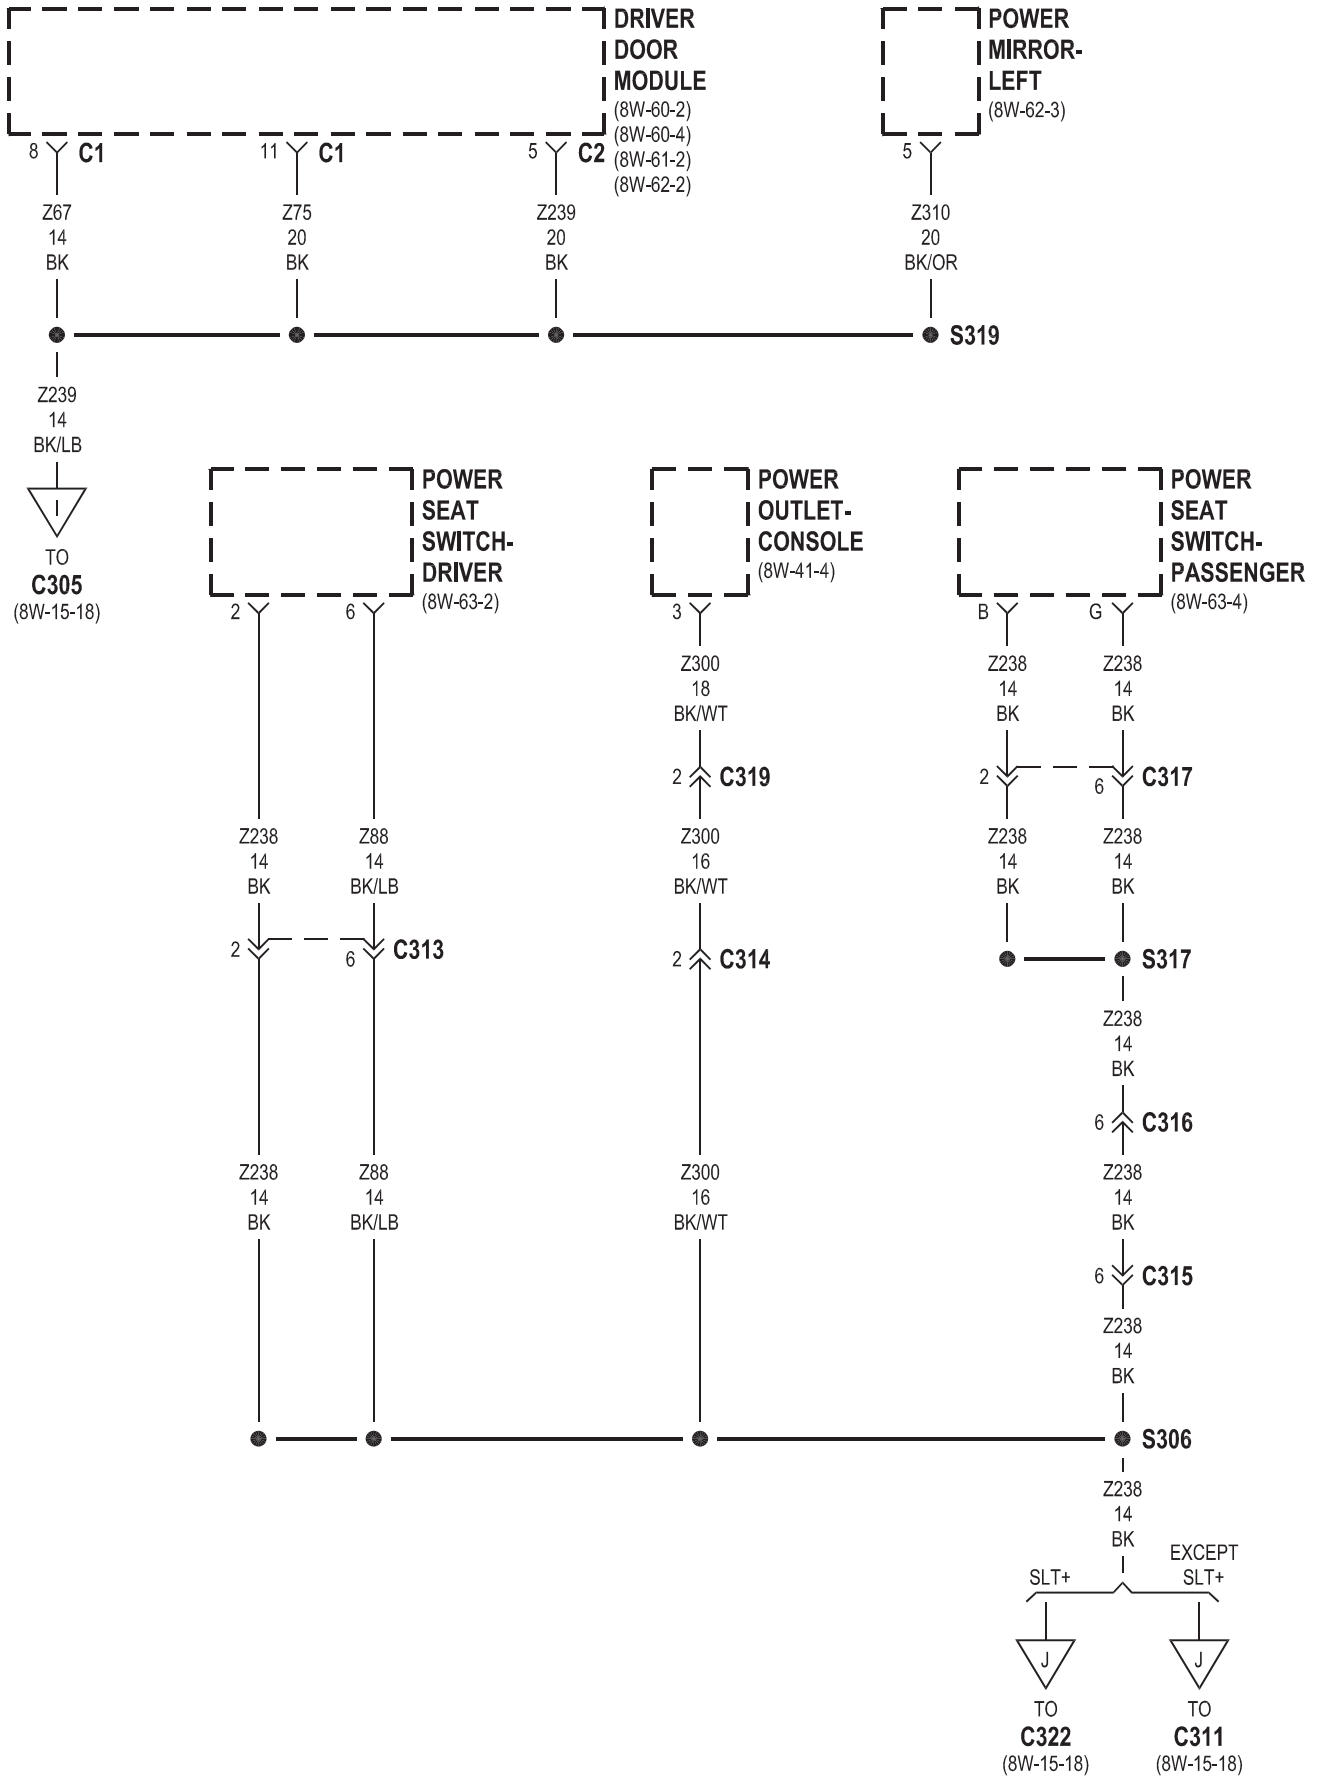 DRIVER
DOOR
MODULE
(8W-60-2)
(8W-60-4)
(8W-61-2)
(8W-62-2)
POWER
MIRROR-
LEFT
(8W-62-3)
8 C1
11 C1
5 C2
5
Z67
14
BK
Z75
20
BK
Z239
20
BK
Z310
20
BK/OR
S319
Z239
14
BK/LB
I
TO
C305
(8W-15-18)
POWER
SEAT
SWITCH-
DRIVER
(8W-63-2)
POWER
OUTLET-
CONSOLE
(8W-41-4)
POWER
SEAT
SWITCH-
PASSENGER
(8W-63-4)
2
6
3
B
G
Z300
18
BK/WT
Z238
14
BK
Z238
14
BK
2 C319
2
6 C317
Z238
14
BK
Z88
14
BK/LB
Z300
16
BK/WT
Z238
14
BK
Z238
14
BK
2
6 C313
2 C314
S317
Z238
14
BK
6 C316
Z238
14
BK
Z88
14
BK/LB
Z300
16
BK/WT
Z238
14
BK
6 C315
Z238
14
BK
S306
Z238
14
BK
SLT+
EXCEPT
SLT+
J
TO
C322
(8W-15-18)
J
TO
C311
(8W-15-18)